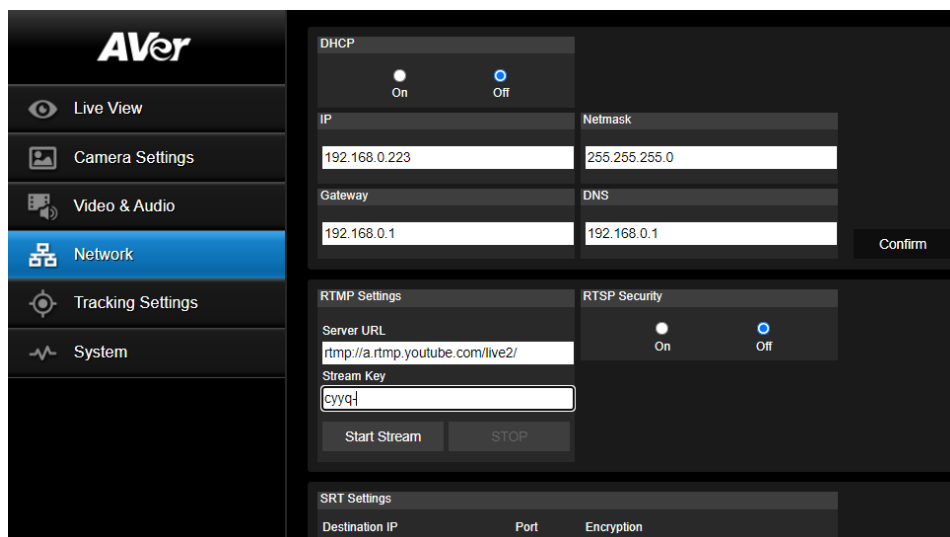 AVer
Live View
Camera Settings
Video & Audio
Network
Tracking Settings
System
DHCP
On Off
IP Netmask
192.168.0.223 255.255.255.0
Gateway DNS
192.168.0.1 192.168.0.1
Confirm
RTMP Settings RTSP Security
Server URL
On Off
rtmp://a.rtmp.youtube.com/live2/
Stream Key
cyyq-
Start Stream STOP
SRT Settings
Destination IP Port Encryption